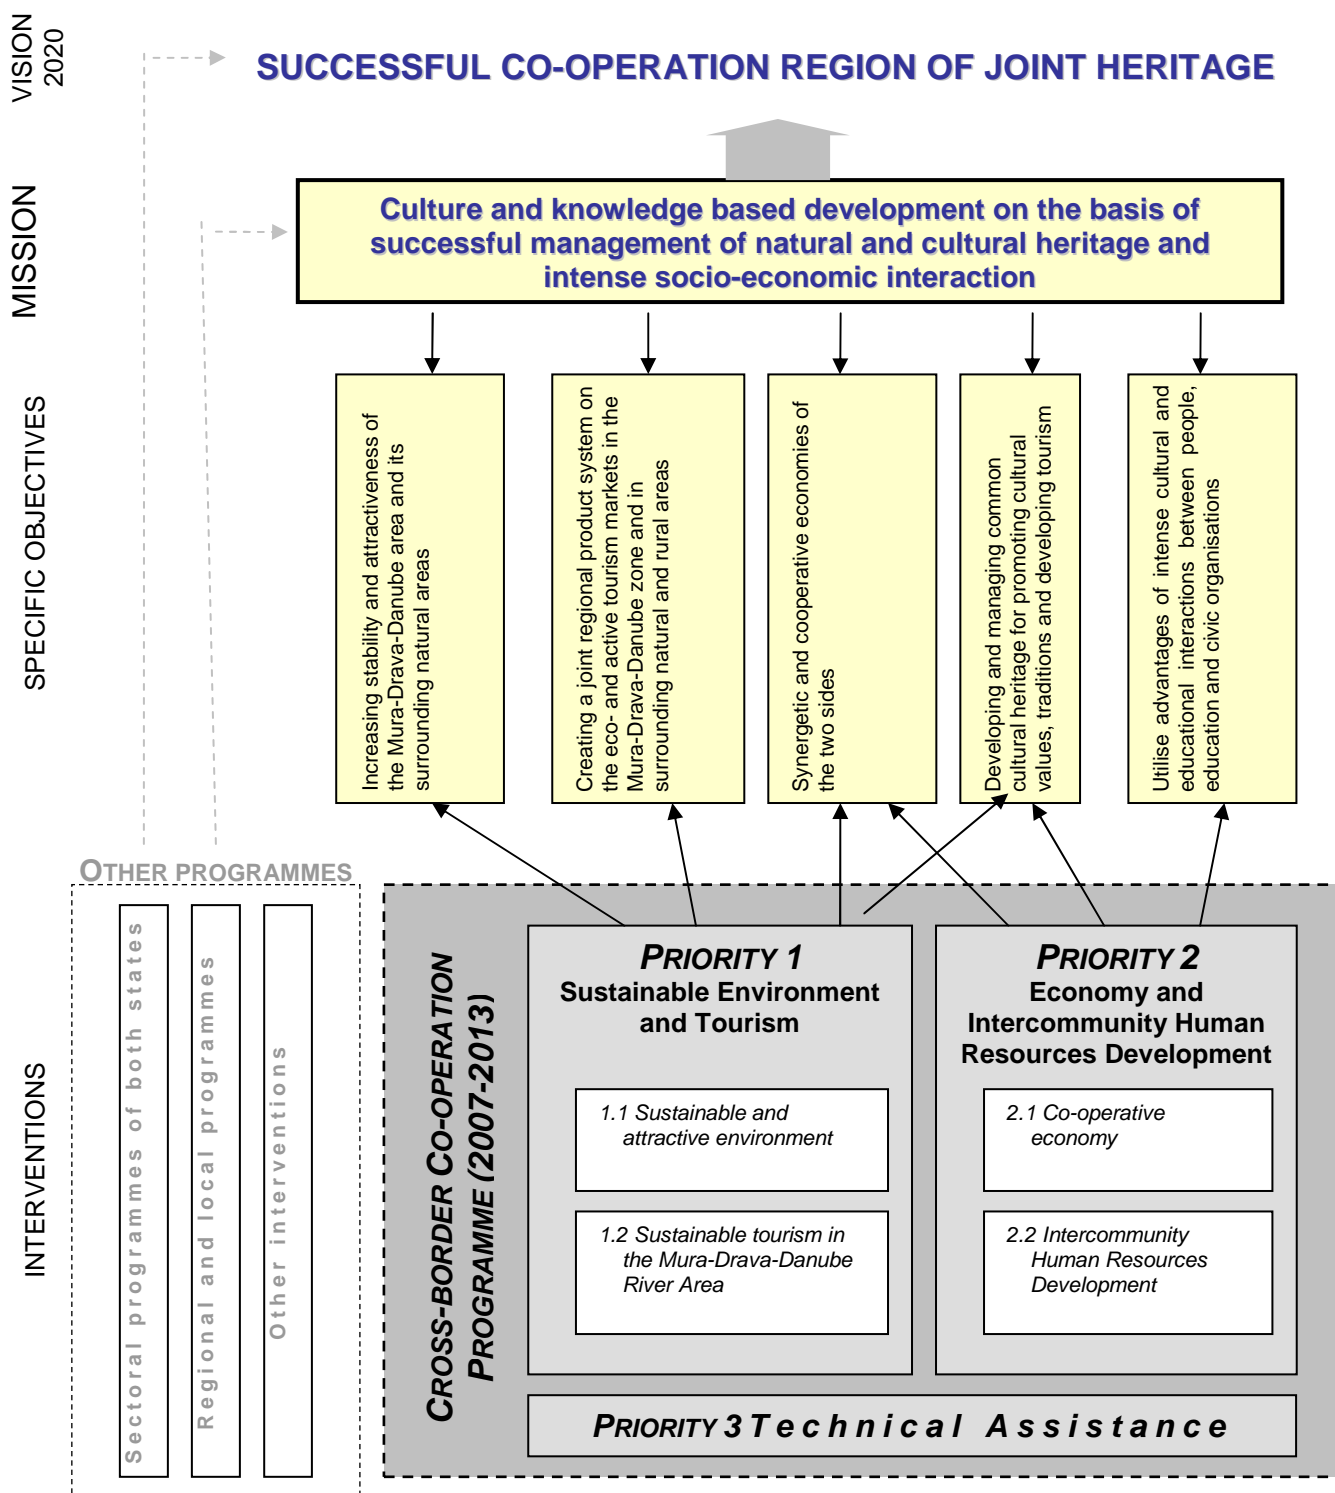 VISION
2020
SUCCESSFUL CO-OPERATION REGION OF JOINT HERITAGE
MISSION
Culture and knowledge based development on the basis of
successful management of natural and cultural heritage and
intense socio-economic interaction
SPECIFIC OBJECTIVES
Increasing stability and attractiveness of
the Mura-Drava-Danube area and its
surrounding natural areas
Creating a joint regional product system on
the eco- and active tourism markets in the
Mura-Drava-Danube zone and in
surrounding natural and rural areas
Synergetic and cooperative economies of
the two sides
Developing and managing common
cultural heritage for promoting cultural
values, traditions and developing tourism
Utilise advantages of intense cultural and
educational interactions between people,
education and civic organisations
INTERVENTIONS
OTHER PROGRAMMES
Sectoral programmes of both states
Regional and local programmes
Other interventions
CROSS-BORDER CO-OPERATION
PROGRAMME (2007-2013)
PRIORITY 1
Sustainable Environment
and Tourism
1.1 Sustainable and
attractive environment
1.2 Sustainable tourism in
the Mura-Drava-Danube
River Area
PRIORITY 2
Economy and
Intercommunity Human
Resources Development
2.1 Co-operative
economy
2.2 Intercommunity
Human Resources
Development
PRIORITY 3 Technical Assistance